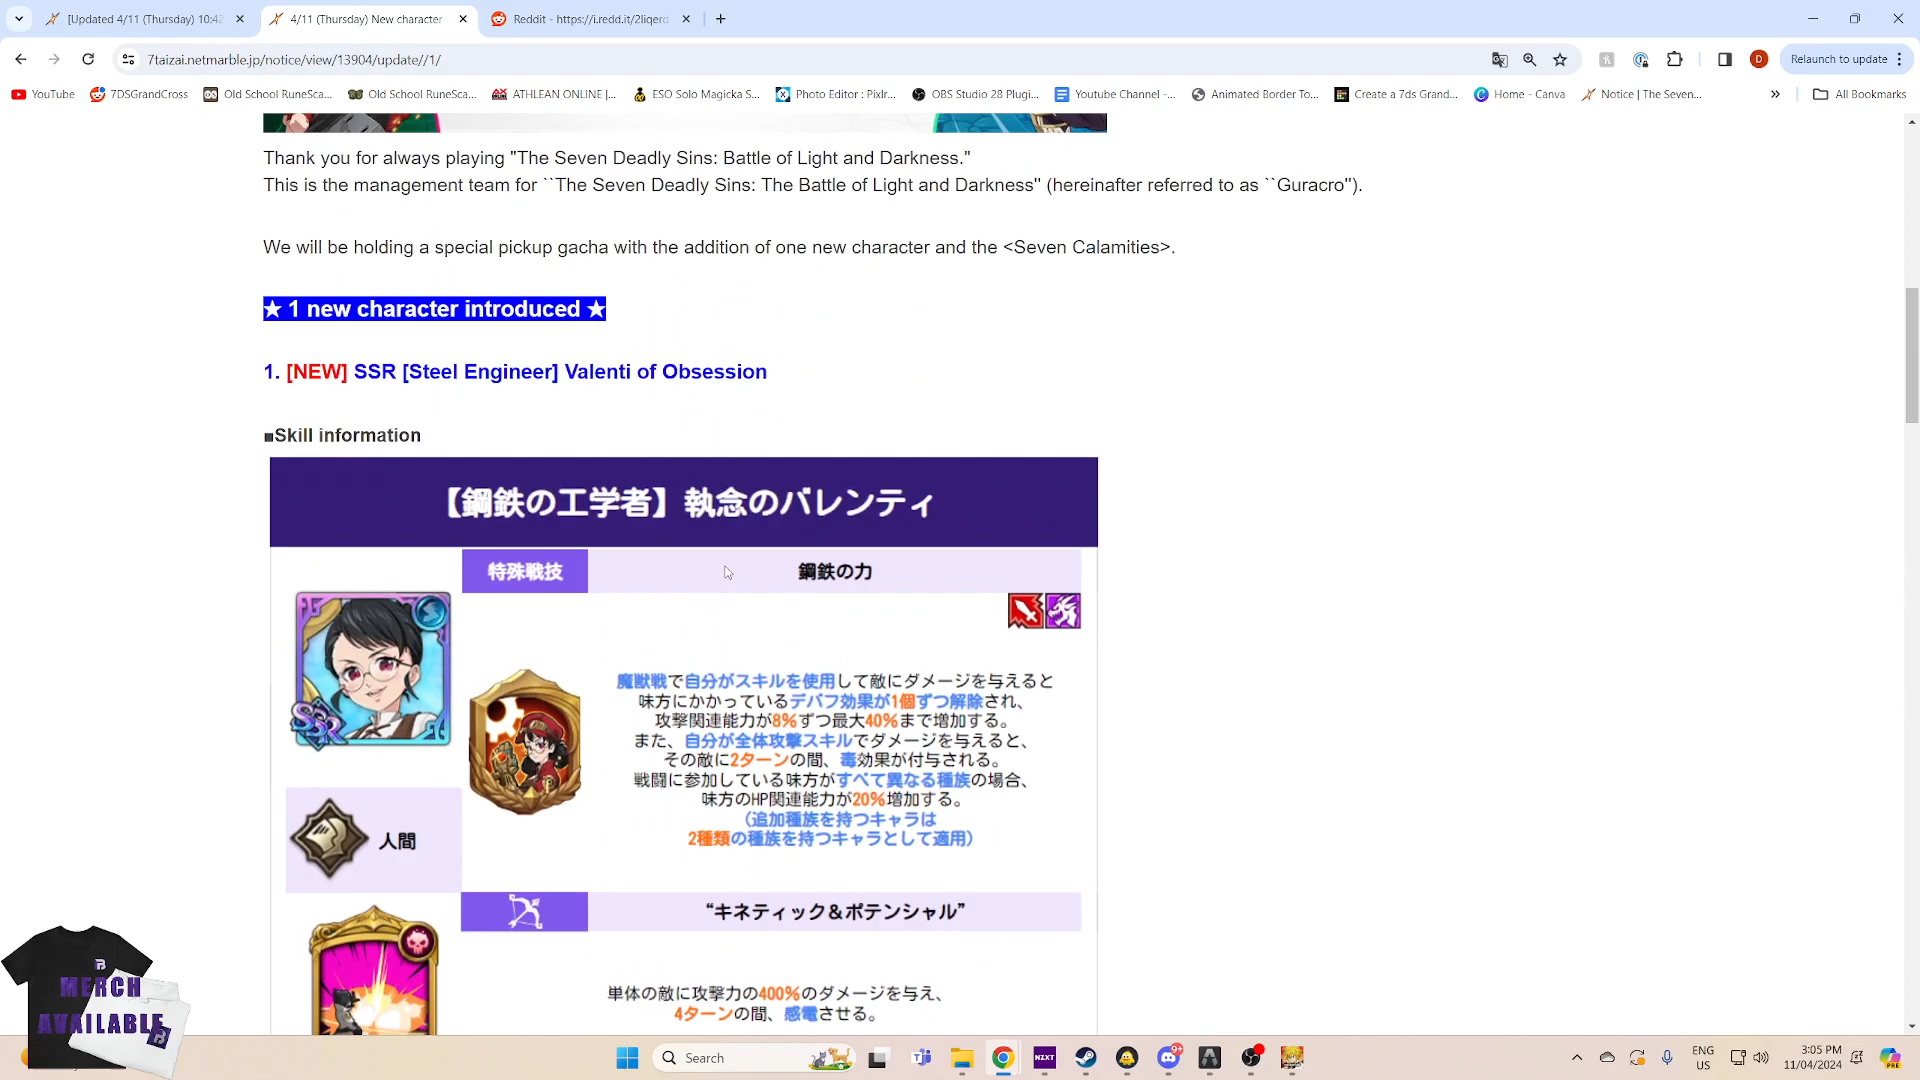 [Updated 4/11 (Thursday) 10:42
4/11 (Thursday) New character
Reddit - https://i.redd.it/2liqer
7taizai.netmarble.jp/notice/view/13904/update//1/
D
Relaunch to update
YouTube
7DSGrandCross
Old School RuneSca...
Old School RuneSca...
ATHLEAN ONLINE |...
ESO Solo Magicka S...
Photo Editor : Pixlr...
OBS Studio 28 Plugi...
Youtube Channel -...
Animated Border To...
Create a 7ds Grand...
Home - Canva
Notice | The Seven...
»
All Bookmarks
Thank you for always playing "The Seven Deadly Sins: Battle of Light and Darkness."
This is the management team for ``The Seven Deadly Sins: The Battle of Light and Darkness'' (hereinafter referred to as ``Guracro'').
We will be holding a special pickup gacha with the addition of one new character and the <Seven Calamities>.
★ 1 new character introduced ★
1. [NEW] SSR [Steel Engineer] Valenti of Obsession
■Skill information
【鋼鉄の工学者】執念のバレンティ
特殊戦技
鋼鉄の力
SSR
魔獣戦で自分がスキルを使用して敵にダメージを与えると
味方にかかっているデバフ効果が1個ずつ解除され、
攻撃関連能力が8%ずつ最大40%まで増加する。
また、自分が全体攻撃スキルでダメージを与えると、
その敵に2ターンの間、毒効果が付与される。
戦闘に参加している味方がすべて異なる種族の場合、
味方のHP関連能力が20%増加する。
（追加種族を持つキャラは
2種類の種族を持つキャラとして適用）
人間
“キネティック＆ポテンシャル”
単体の敵に攻撃力の400%のダメージを与え、
4ターンの間、感電させる。
MERCH
AVAILABLE
Search
NZXT
9+
ENG
US
3:05 PM
11/04/2024
PRE